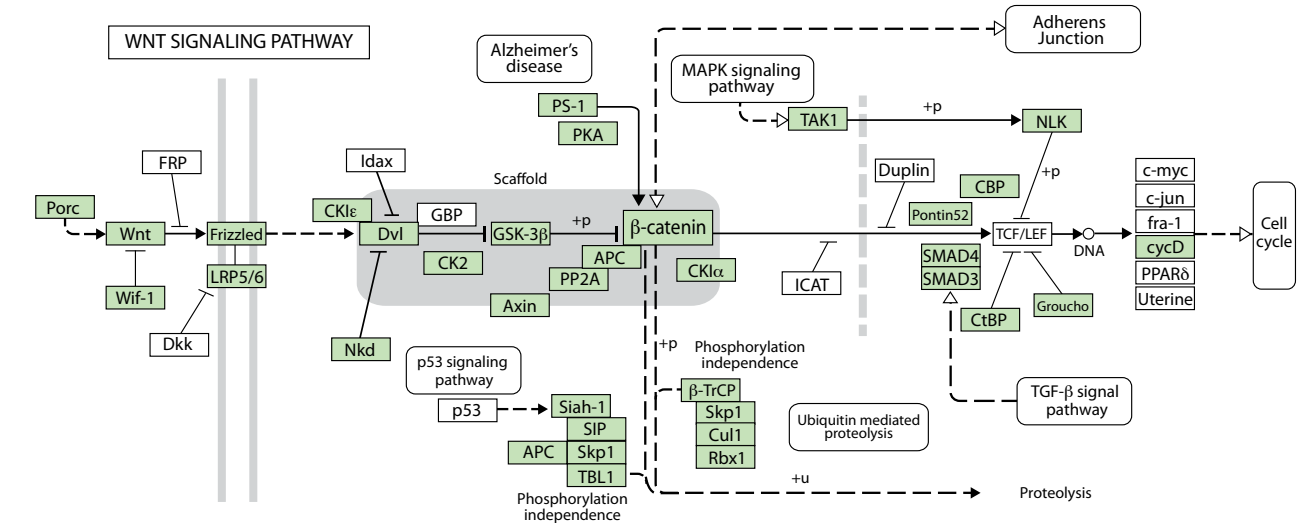 WNT SIGNALING PATHWAY
Adherens
Junction
Alzheimer's
disease
MAPK signaling
pathway
PS-1
PKA
TAK1
+p
NLK
FRP
Idax
Scaffold
Duplin
CBP
+p
c-myc
c-jun
fra-1
cycD
PPARδ
Uterine
Porc
Wnt
Frizzled
LRP5/6
CKIε
Dvl
GBP
GSK-3β
+p
β-catenin
Pontin52
TCF/LEF
DNA
Cell
cycle
CK2
APC
PP2A
CKIα
SMAD4
SMAD3
Wif-1
Axin
ICAT
CtBP
Groucho
Dkk
Nkd
p53 signaling
pathway
+p
Phosphorylation
independence
p53
Siah-1
SIP
APC
Skp1
TBL1
β-TrCP
Skp1
Cul1
Rbx1
Ubiquitin mediated
proteolysis
TGF-β signal
pathway
+u
Proteolysis
Phosphorylation
independence